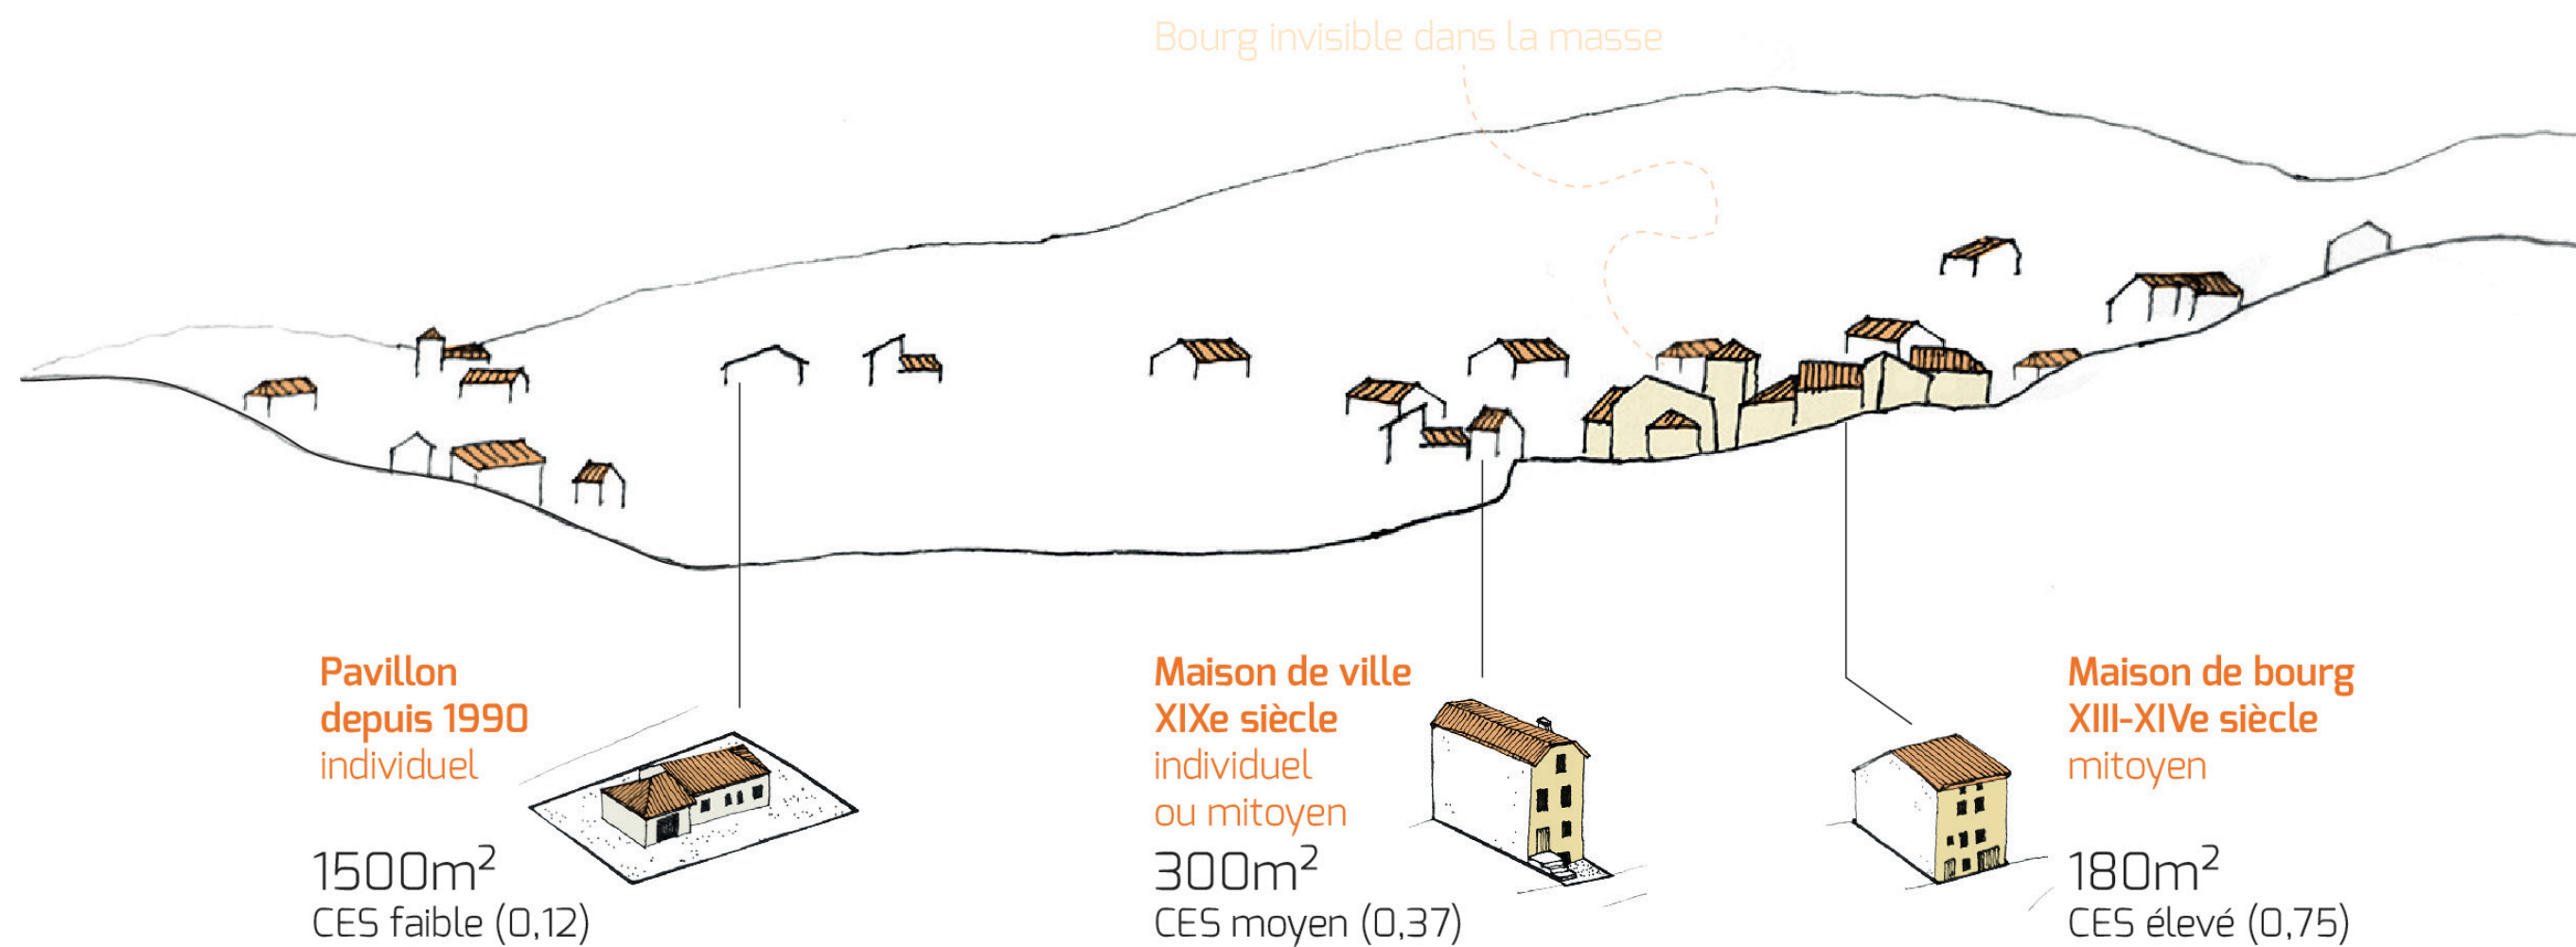 Bourg invisible dans la masse
Pavillon
depuis 1990
individuel
1500m²
CES faible (0,12)
Maison de ville
XIXe siècle
individuel
ou mitoyen
300m²
CES moyen (0,37)
Maison de bourg
XIII-XIVe siècle
mitoyen
180m²
CES élevé (0,75)